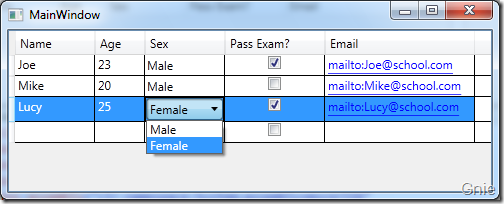 MainWindow
Name Age Sex Pass Exam? Email
Joe 23 Male mailto:Joe@school.com
Mike 20 Male mailto:Mike@school.com
Lucy 25 Female mailto:Lucy@school.com
Male
Female
Gnie